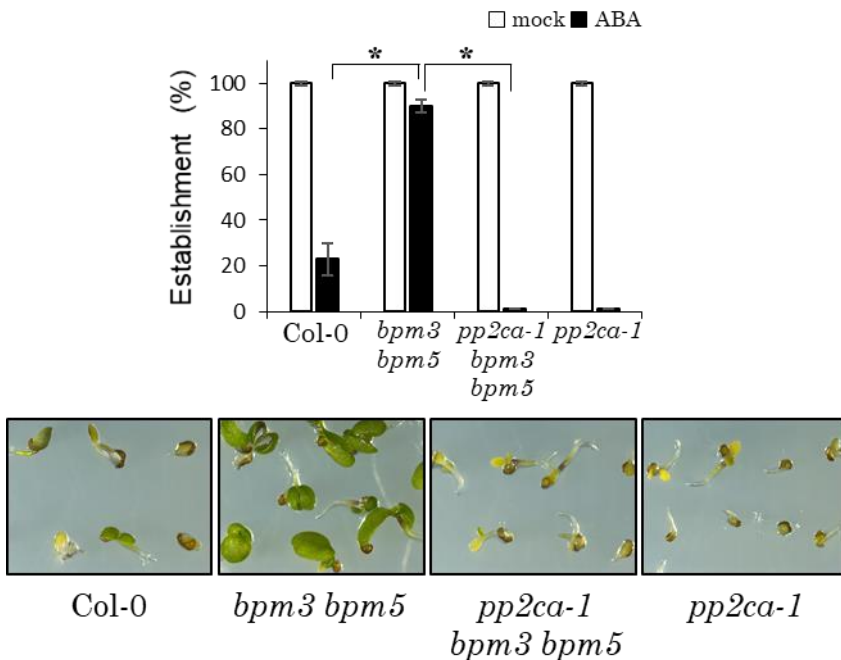 mock ABA
* *
Establishment (%)
100
80
60
40
20
0
Col-0 bpm3 pp2ca-1 pp2ca-1
bpm5 bpm3
bpm5
Col-0 bpm3 bpm5 pp2ca-1 pp2ca-1
bpm3 bpm5